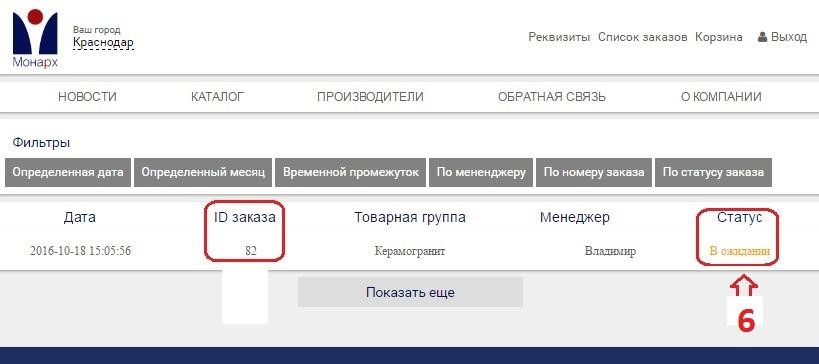 Монарх
Ваш город
Краснодар
Реквизиты Список заказов Корзина Выход
НОВОСТИ КАТАЛОГ ПРОИЗВОДИТЕЛИ ОБРАТНАЯ СВЯЗЬ О КОМПАНИИ
Фильтры
Определенная дата Определенный месяц Временной промежуток По мененджеру По номеру заказа По статусу заказа
Дата ID заказа Товарная группа Менеджер Статус
2016-10-18 15:05:56 82 Керамогранит Владимир В ожидании
Показать еще
6